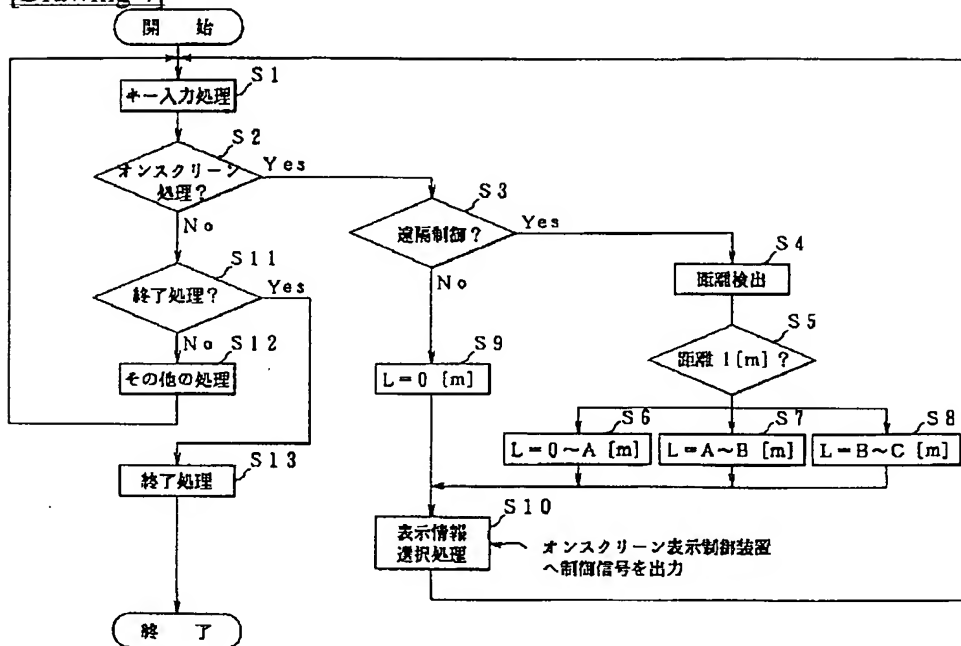 [Drawing 4]
開 始
S1
キー入力処理
S2
オンスクリーン
処理?
Yes
No
S3
遠隔制御?
Yes
No
S4
距離検出
S5
距離 l [m] ?
S11
終了処理?
Yes
No
S12
その他の処理
S9
L=0 [m]
S6
L=0~A [m]
S7
L=A~B [m]
S8
L=B~C [m]
S13
終了処理
S10
表示情報
選択処理
オンスクリーン表示制御装置
へ制御信号を出力
終 了